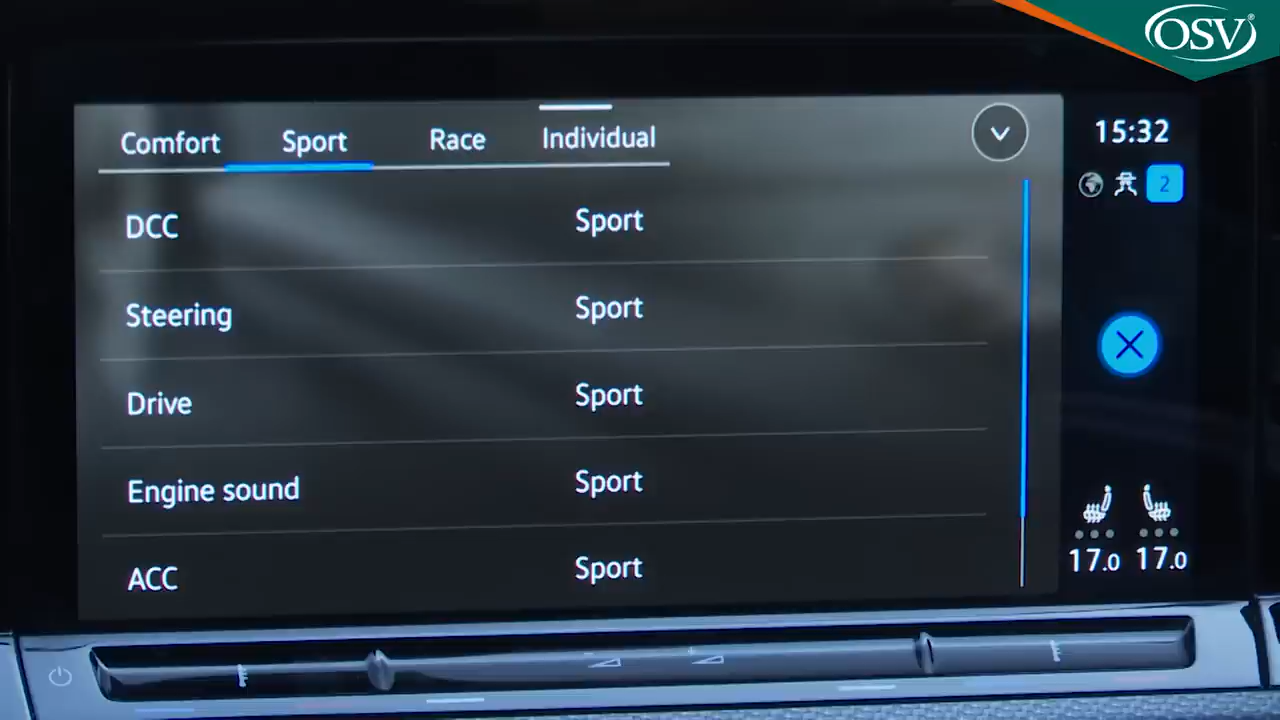 OSV®
Comfort Sport Race Individual
15:32
2
DCC Sport
Steering Sport
Drive Sport
Engine sound Sport
ACC Sport
17.0 17.0